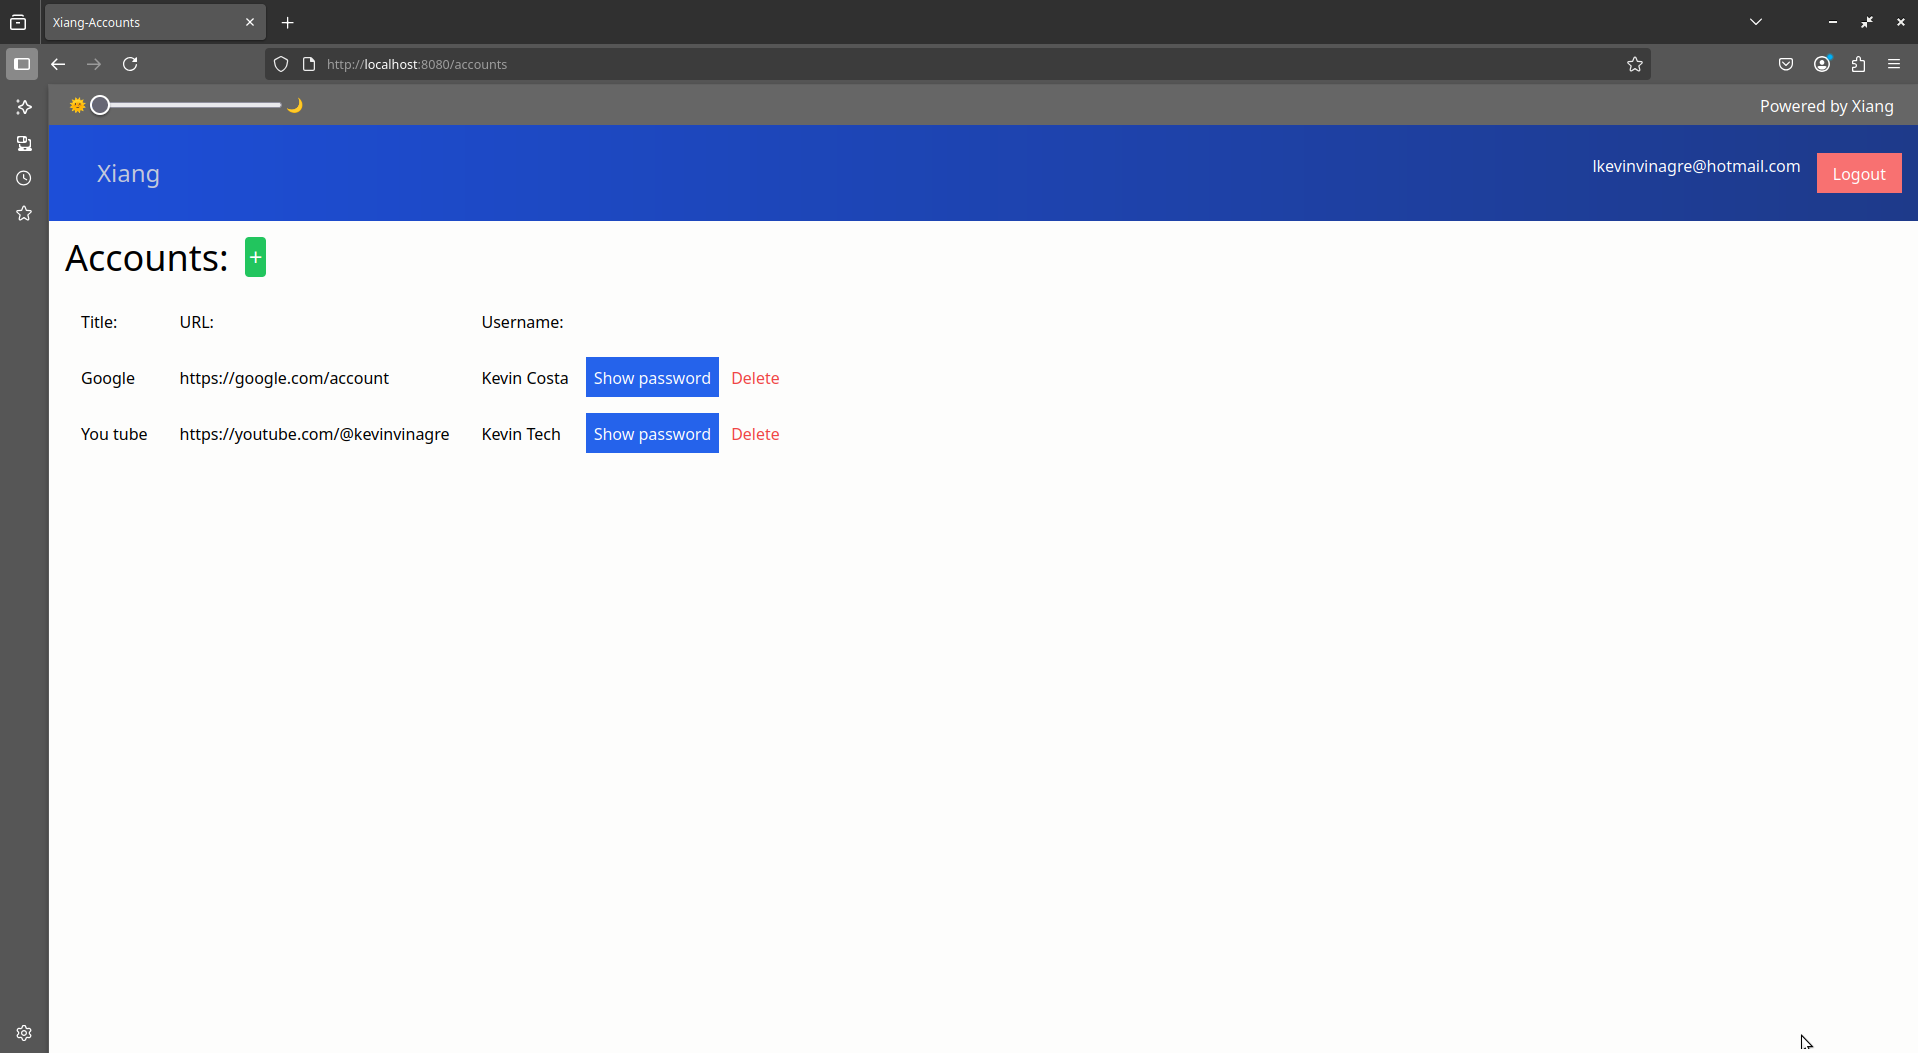 Xiang-Accounts
http://localhost:8080/accounts
Powered by Xiang
Xiang
lkevinvinagre@hotmail.com
Logout
Accounts: +
Title: URL: Username:
Google https://google.com/account Kevin Costa Show password Delete
You tube https://youtube.com/@kevinvinagre Kevin Tech Show password Delete